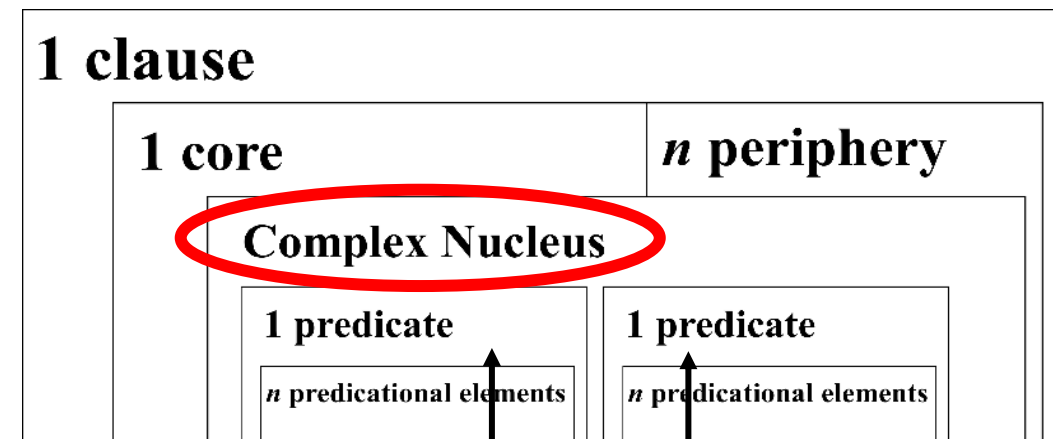 1 clause
1 core
n periphery
Complex Nucleus
1 predicate
1 predicate
n predicational elements
n predicational elements